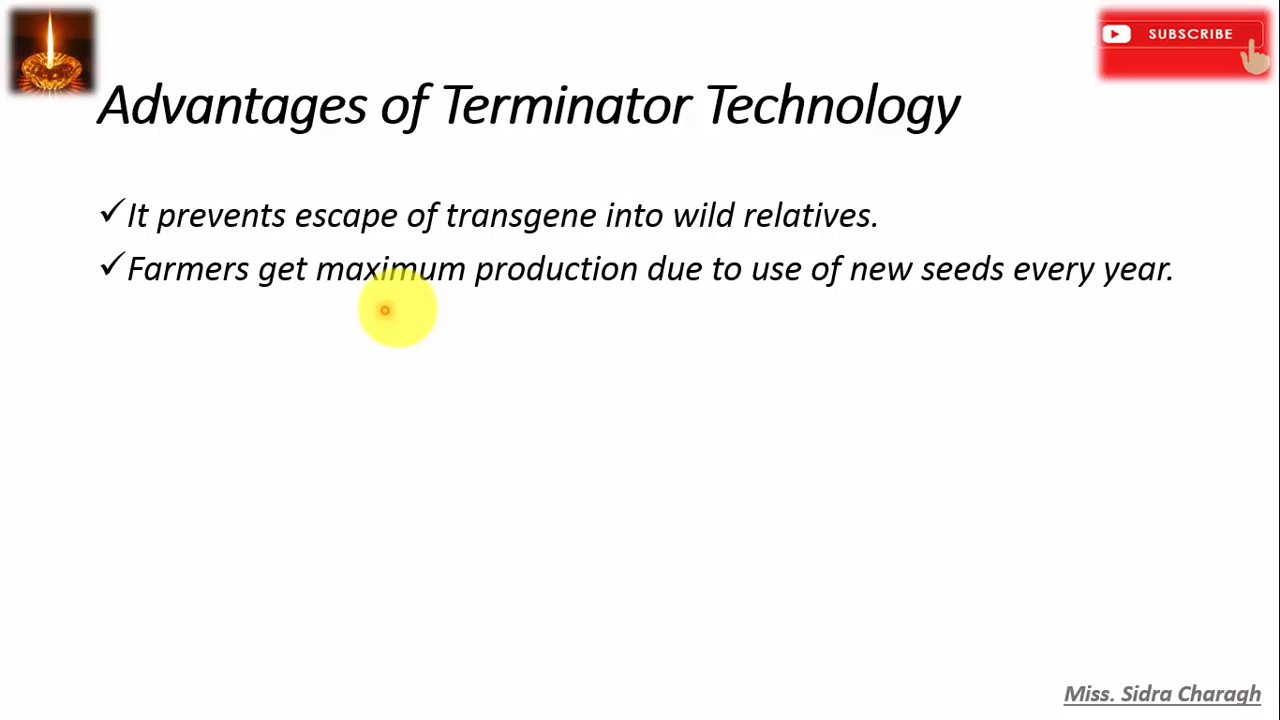 SUBSCRIBE
Advantages of Terminator Technology
✓It prevents escape of transgene into wild relatives.
✓Farmers get maximum production due to use of new seeds every year.
Miss. Sidra Charagh